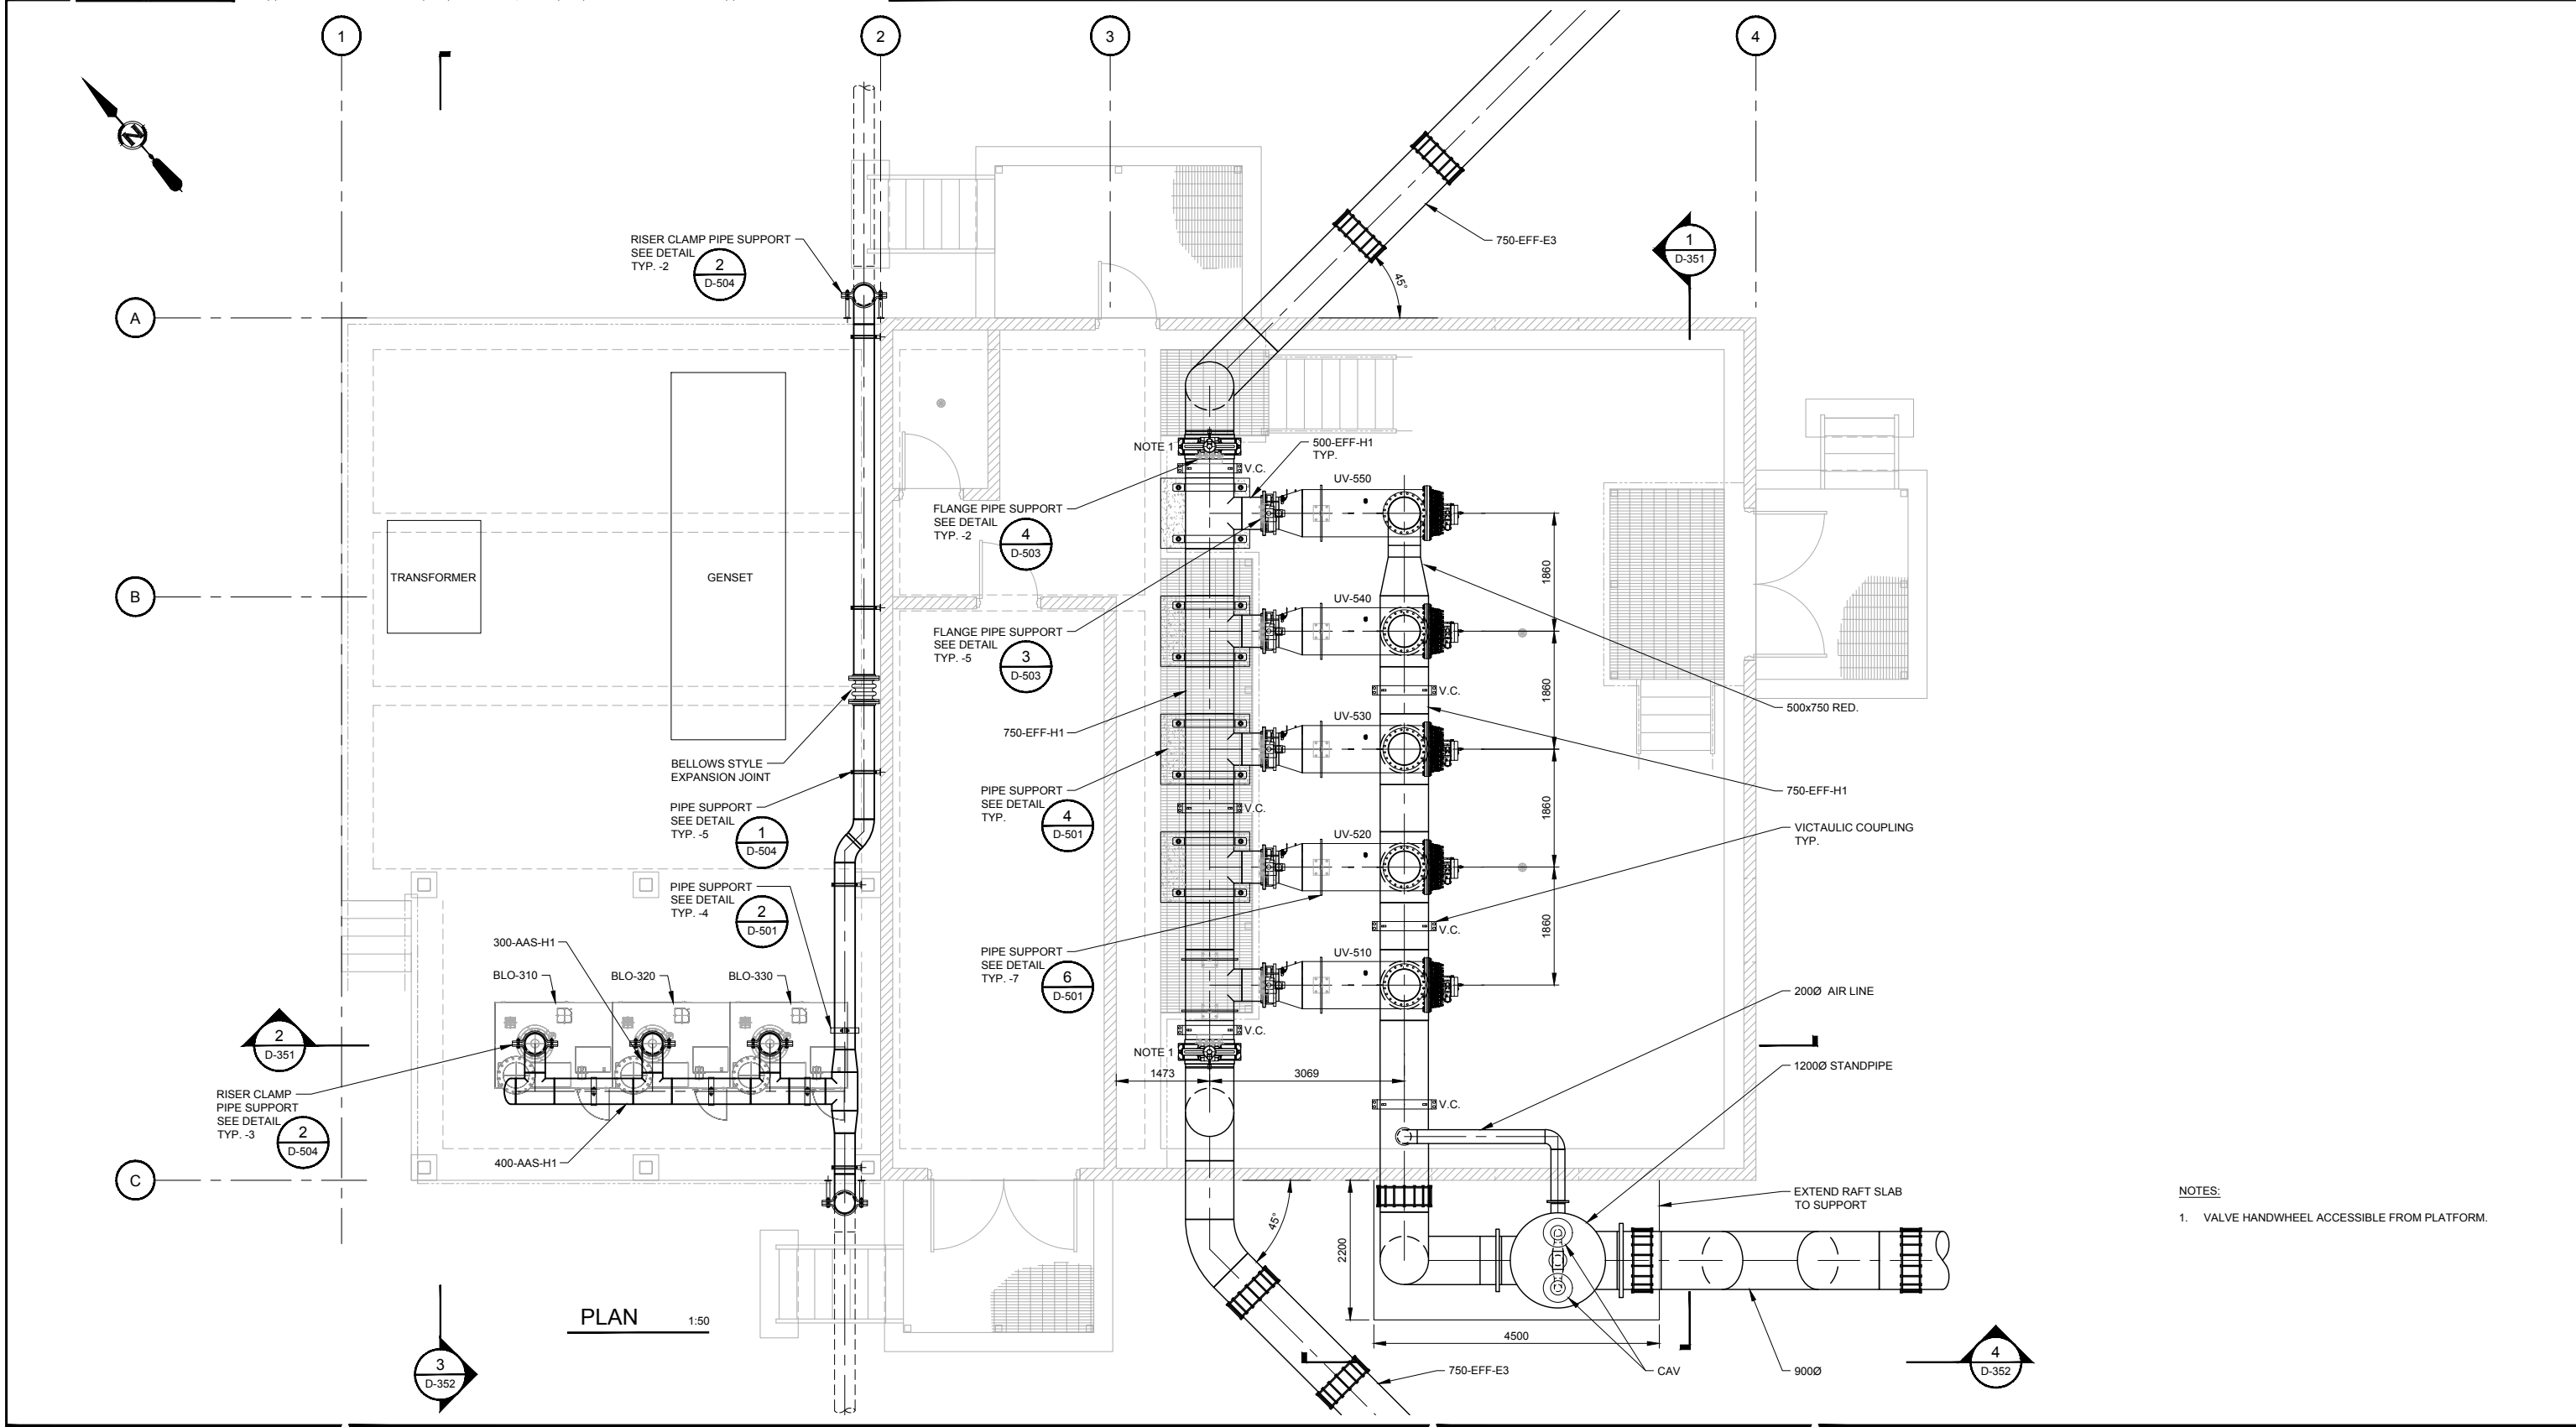 1
2
3
4
N
RISER CLAMP PIPE SUPPORT
SEE DETAIL
TYP. -2
2
D-504
750-EFF-E3
1
D-351
45°
A
NOTE 1
500-EFF-H1
TYP.
V.C.
UV-550
FLANGE PIPE SUPPORT
SEE DETAIL
TYP. -2
4
D-503
TRANSFORMER
GENSET
1860
B
UV-540
FLANGE PIPE SUPPORT
SEE DETAIL
TYP. -5
3
D-503
V.C.
1860
500x750 RED.
UV-530
750-EFF-H1
BELLOWS STYLE
EXPANSION JOINT
PIPE SUPPORT
SEE DETAIL
TYP.
4
D-501
750-EFF-H1
V.C.
1860
PIPE SUPPORT
SEE DETAIL
TYP. -5
1
D-504
VICTAULIC COUPLING
TYP.
UV-520
PIPE SUPPORT
SEE DETAIL
TYP. -4
2
D-501
1860
V.C.
300-AAS-H1
UV-510
PIPE SUPPORT
SEE DETAIL
TYP. -7
6
D-501
BLO-310
BLO-320
BLO-330
200Ø AIR LINE
2
D-351
V.C.
NOTE 1
1473
3069
1200Ø STANDPIPE
RISER CLAMP
PIPE SUPPORT
SEE DETAIL
TYP. -3
2
D-504
V.C.
400-AAS-H1
C
EXTEND RAFT SLAB
TO SUPPORT
45°
2200
NOTES:
1. VALVE HANDWHEEL ACCESSIBLE FROM PLATFORM.
PLAN
1:50
4500
3
D-352
750-EFF-E3
CAV
900Ø
4
D-352